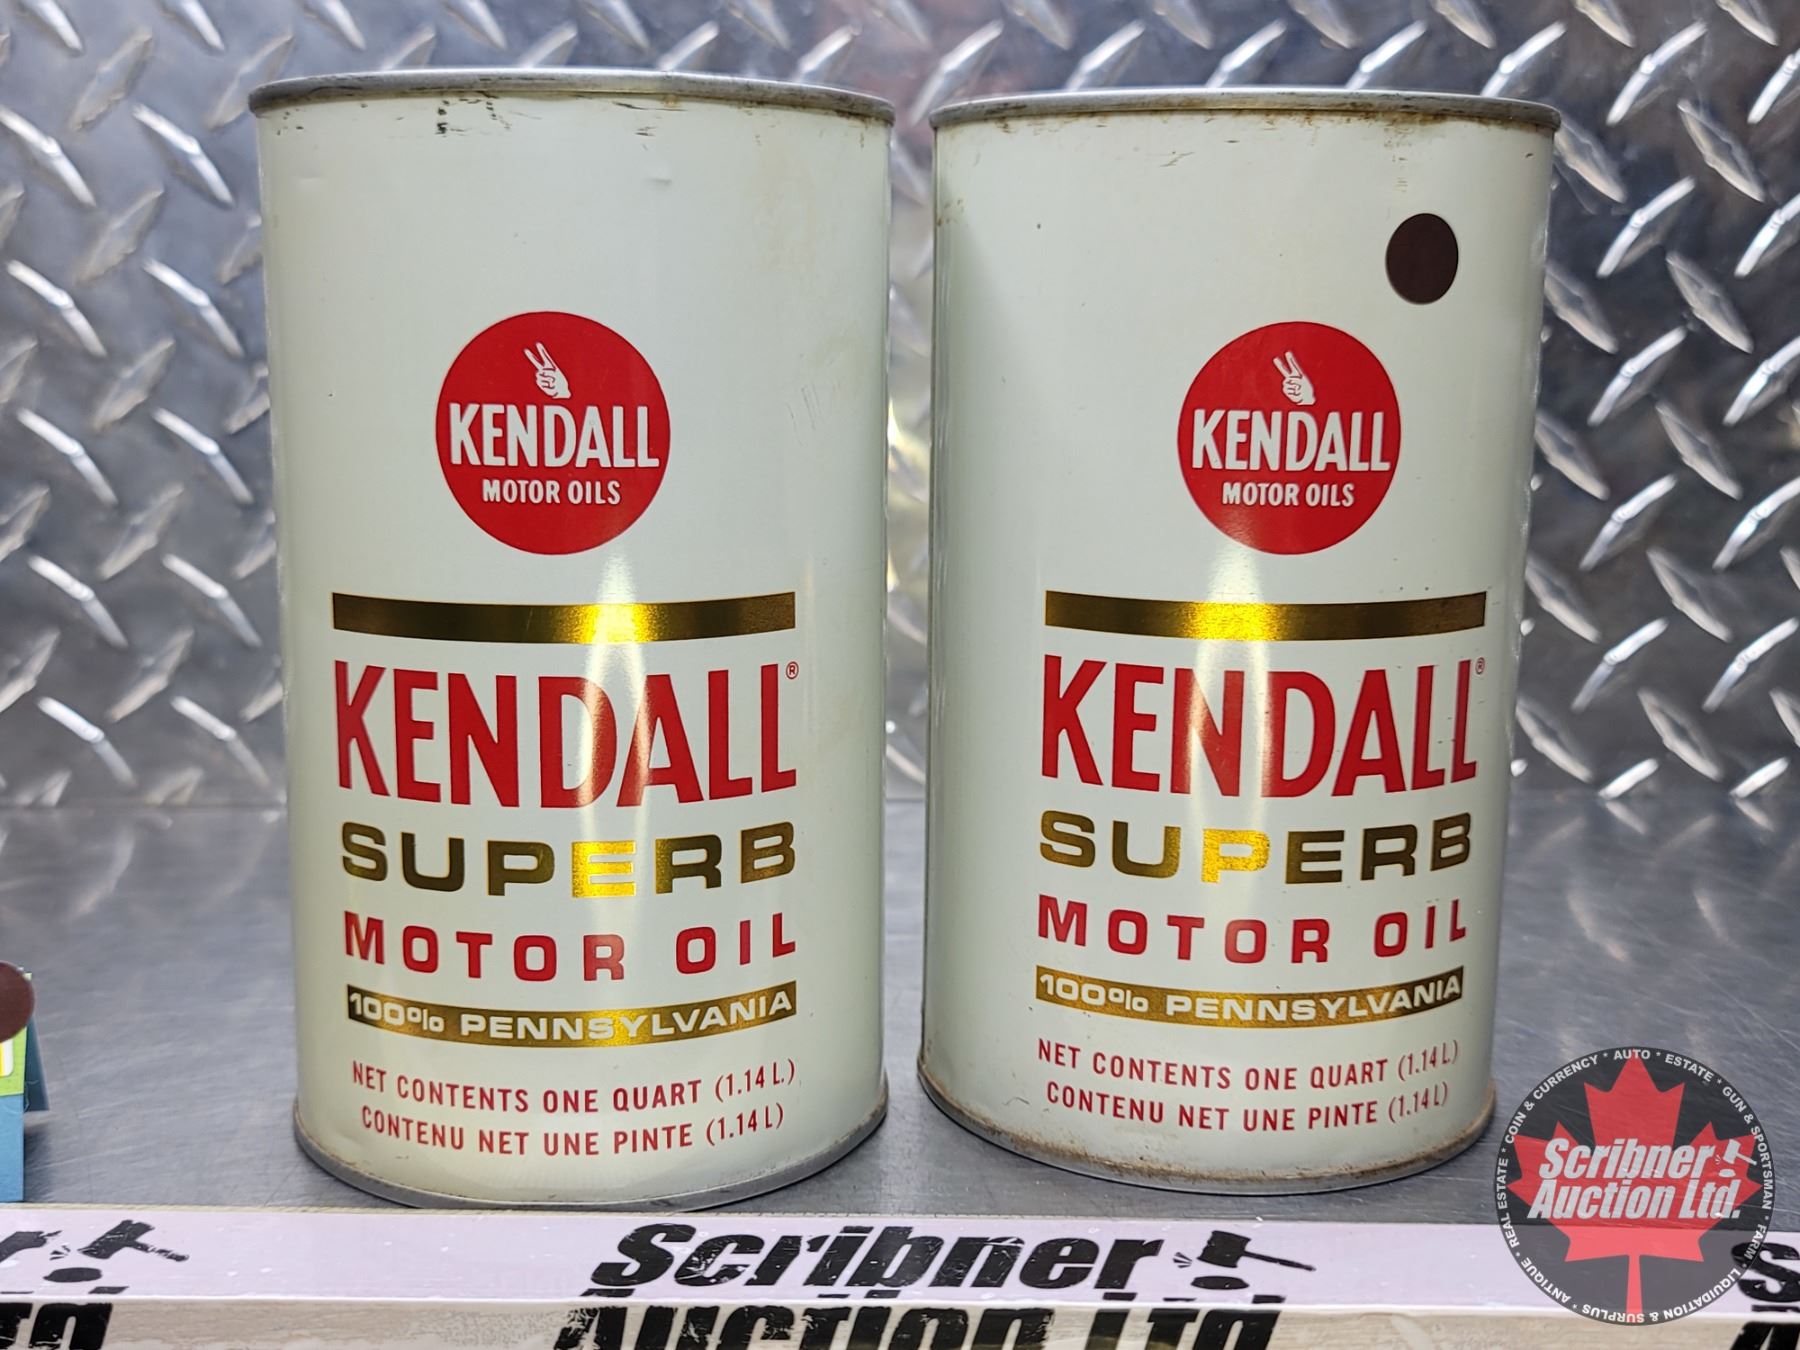 KENDALL
MOTOR OILS
KENDALL®
SUPERB
MOTOR OIL
100% PENNSYLVANIA
NET CONTENTS ONE QUART (1.14 L.)
CONTENU NET UNE PINTE (1.14 L)
KENDALL
MOTOR OILS
KENDALL®
SUPERB
MOTOR OIL
100% PENNSYLVANIA
NET CONTENTS ONE QUART (1.14 L.)
CONTENU NET UNE PINTE (1.14 L)
Scribner
Auction Ltd
Scribner
Auction Ltd.
ANTIQUE * REAL ESTATE * COIN & CURRENCY * AUTO * ESTATE * GUN & SPORTSMAN * FARM * LIQUIDATION & SURPLUS *